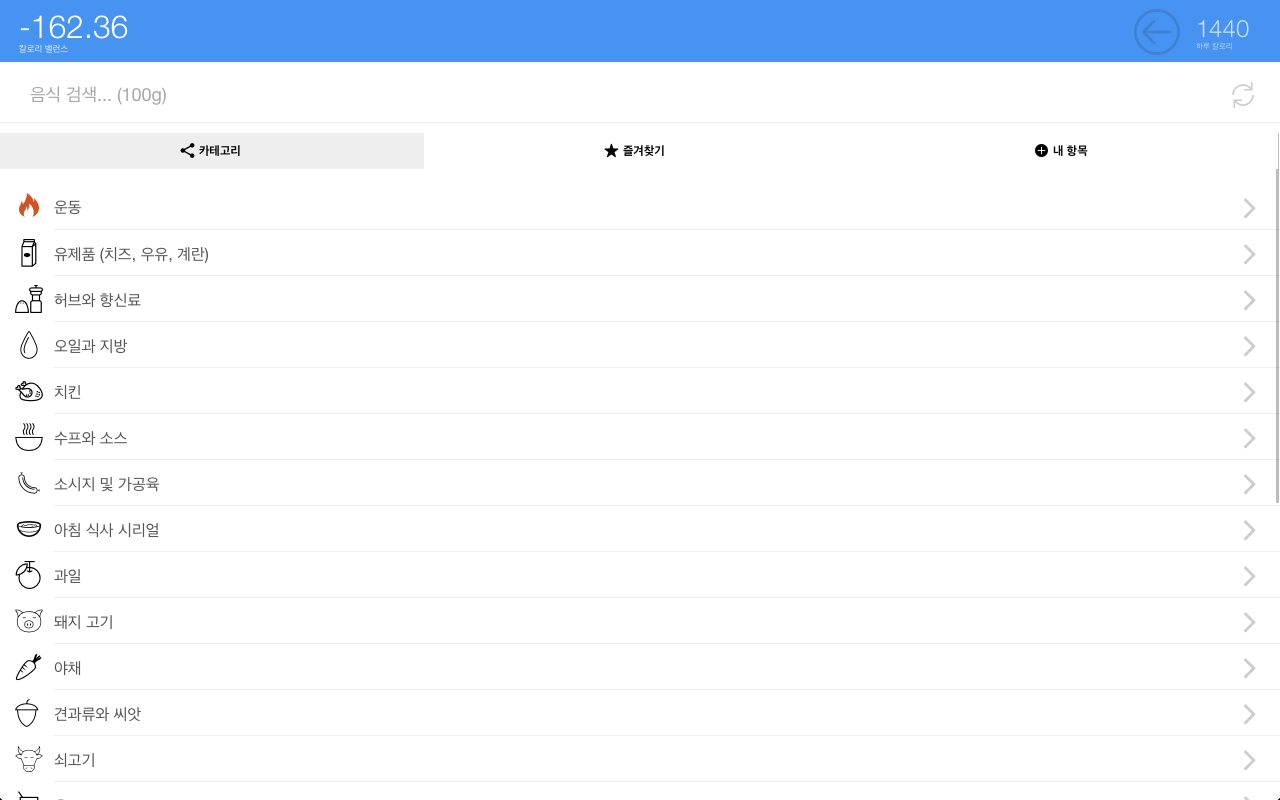 -162.36
칼로리 밸런스
1440
하루 칼로리
음식 검색... (100g)
카테고리
즐겨찾기
내 항목
운동
유제품 (치즈, 우유, 계란)
허브와 향신료
오일과 지방
치킨
수프와 소스
소시지 및 가공육
아침 식사 시리얼
과일
돼지 고기
야채
견과류와 씨앗
쇠고기